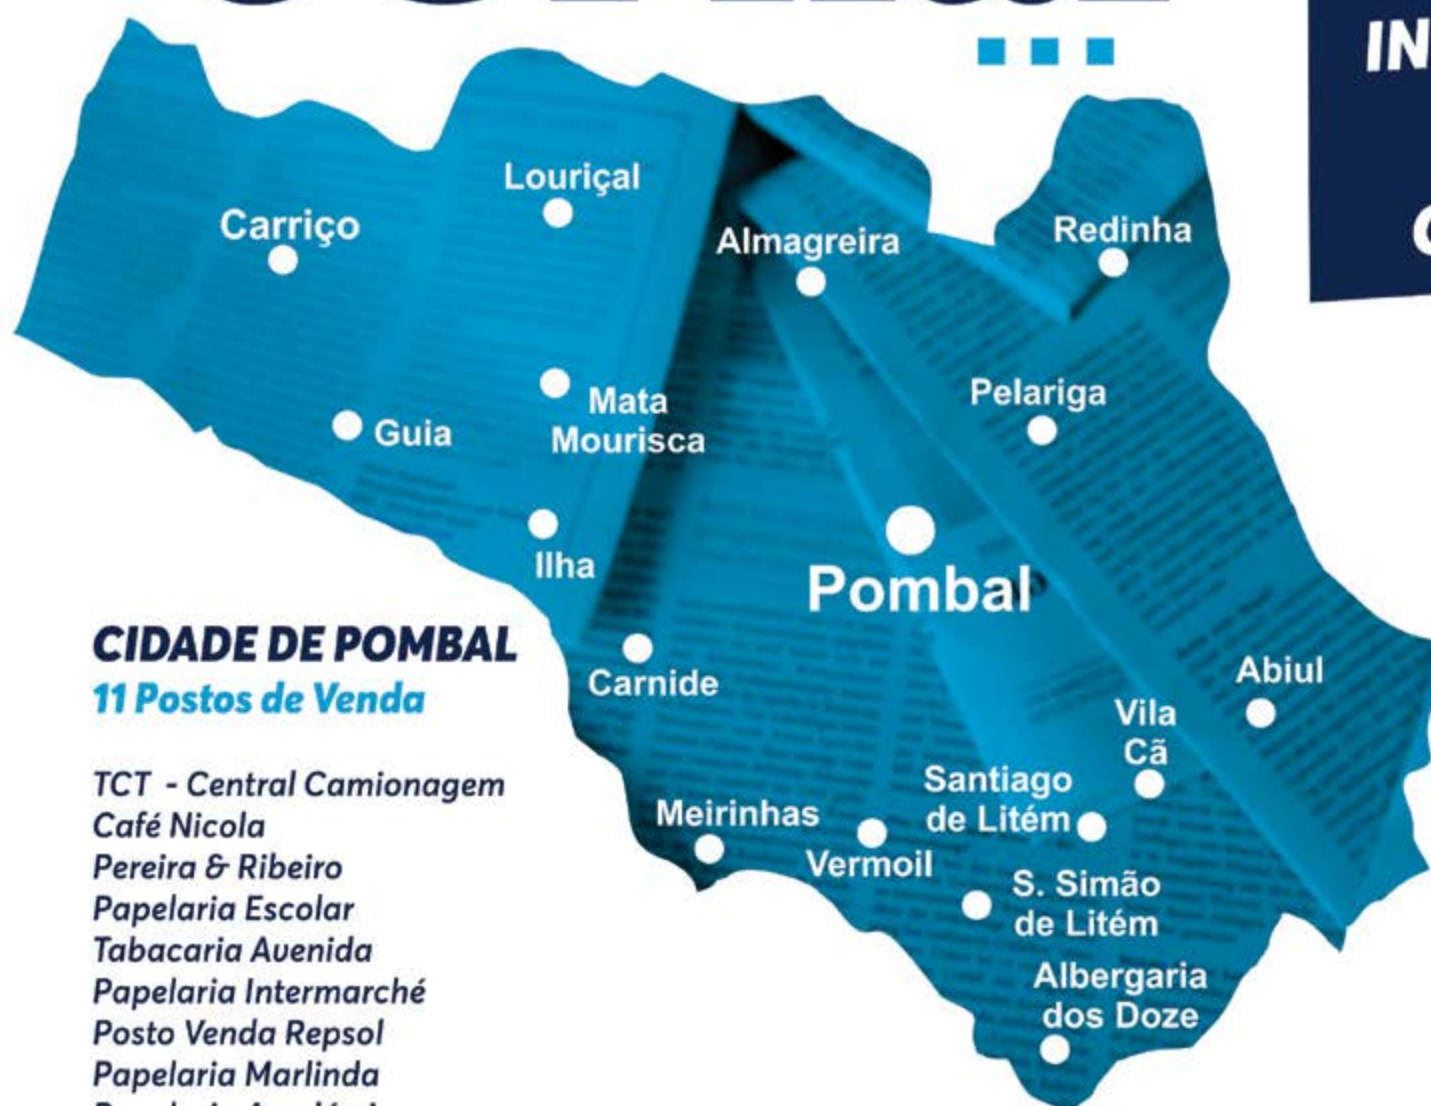 IN
Louriçal
Carriço
Almagreira
Redinha
Mata
Mourisca
Guia
Pelariga
Ilha
Pombal
CIDADE DE POMBAL
11 Postos de Venda
Carnide
Abiul
Vila
Cã
Santiago
de Litém
Meirinhas
Vermoil
S. Simão
de Litém
Albergaria
dos Doze
TCT - Central Camionagem
Café Nicola
Pereira & Ribeiro
Papelaria Escolar
Tabacaria Avenida
Papelaria Intermarché
Posto Venda Repsol
Papelaria Marlinda